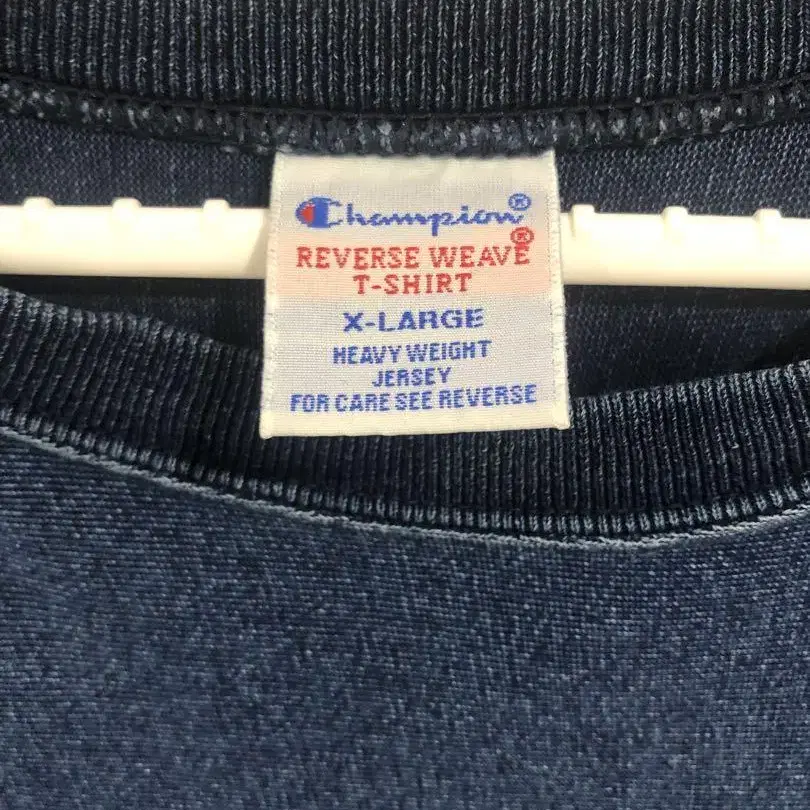 Champion®
REVERSE WEAVE®
T-SHIRT
X-LARGE
HEAVY WEIGHT
JERSEY
FOR CARE SEE REVERSE